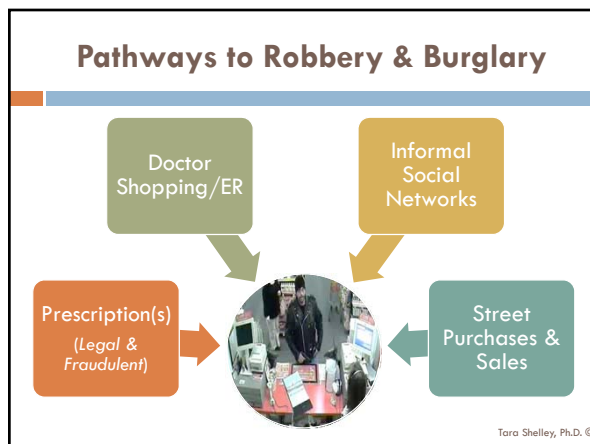 Pathways to Robbery & Burglary
Doctor
Shopping/ER
Informal
Social
Networks
Prescription(s)
(Legal &
Fraudulent)
Street
Purchases &
Sales
Tara Shelley, Ph.D. ©